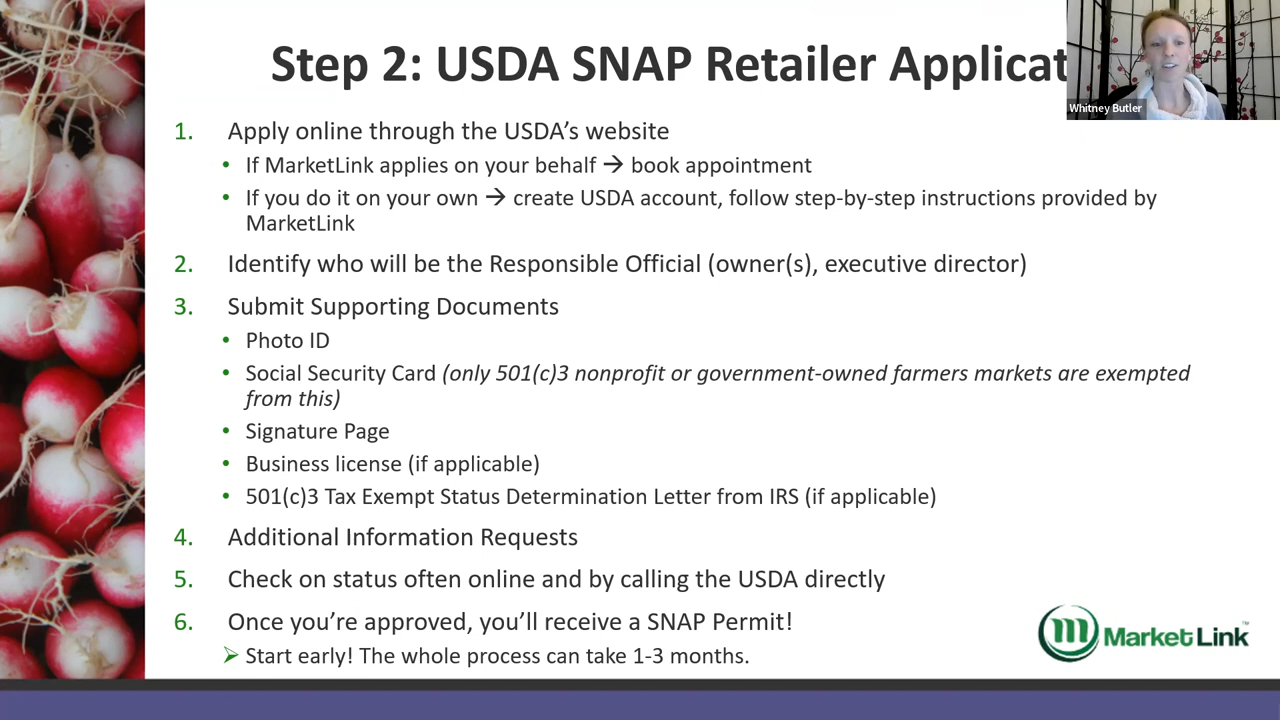 Step 2: USDA SNAP Retailer Applicat
Whitney Butler
1. Apply online through the USDA's website
• If MarketLink applies on your behalf → book appointment
• If you do it on your own → create USDA account, follow step-by-step instructions provided by
MarketLink
2. Identify who will be the Responsible Official (owner(s), executive director)
3. Submit Supporting Documents
• Photo ID
• Social Security Card (only 501(c)3 nonprofit or government-owned farmers markets are exempted
from this)
• Signature Page
• Business license (if applicable)
• 501(c)3 Tax Exempt Status Determination Letter from IRS (if applicable)
4. Additional Information Requests
5. Check on status often online and by calling the USDA directly
6. Once you're approved, you'll receive a SNAP Permit!
➢ Start early! The whole process can take 1-3 months.
MarketLink™